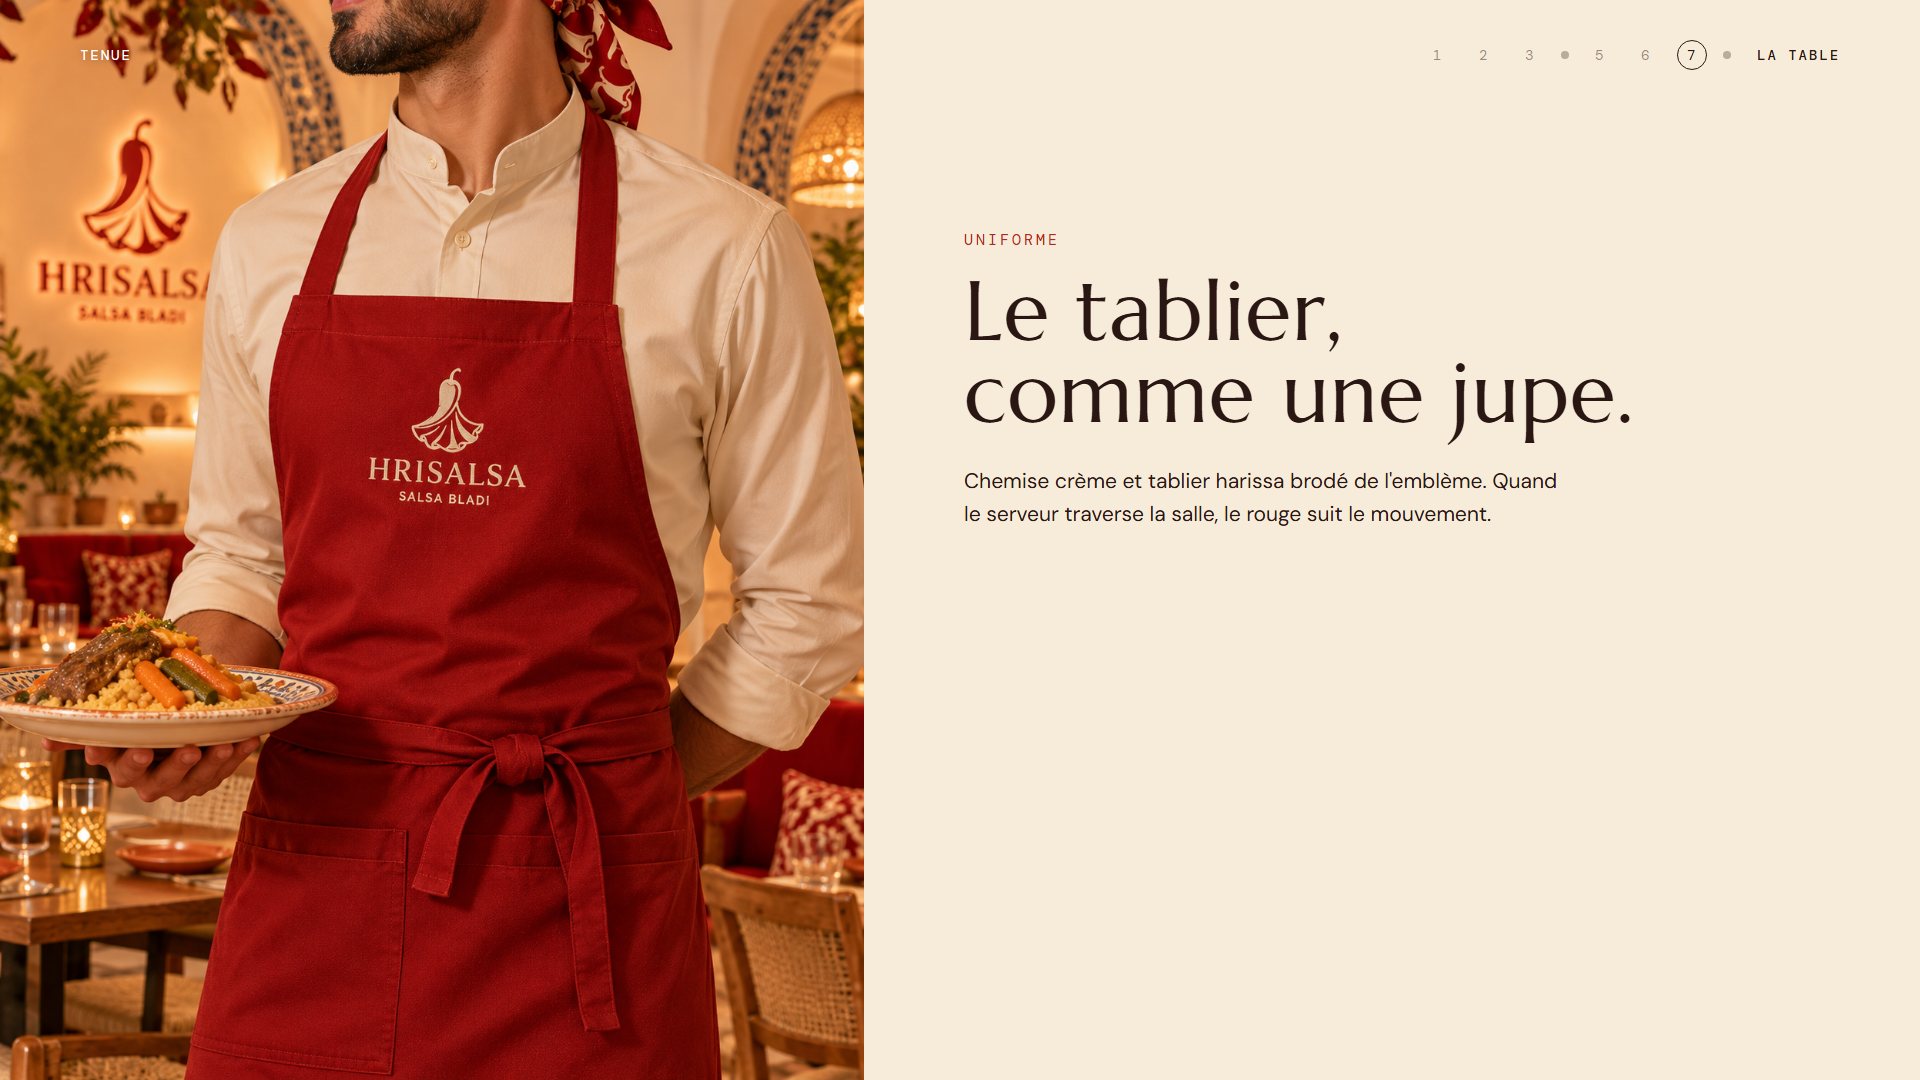 TENUE
1 2 3 5 6 7 LA TABLE
HRISALSA
SALSA BLADI
HRISALSA
SALSA BLADI
UNIFORME
Le tablier,
comme une jupe.
Chemise crème et tablier harissa brodé de l'emblème. Quand
le serveur traverse la salle, le rouge suit le mouvement.